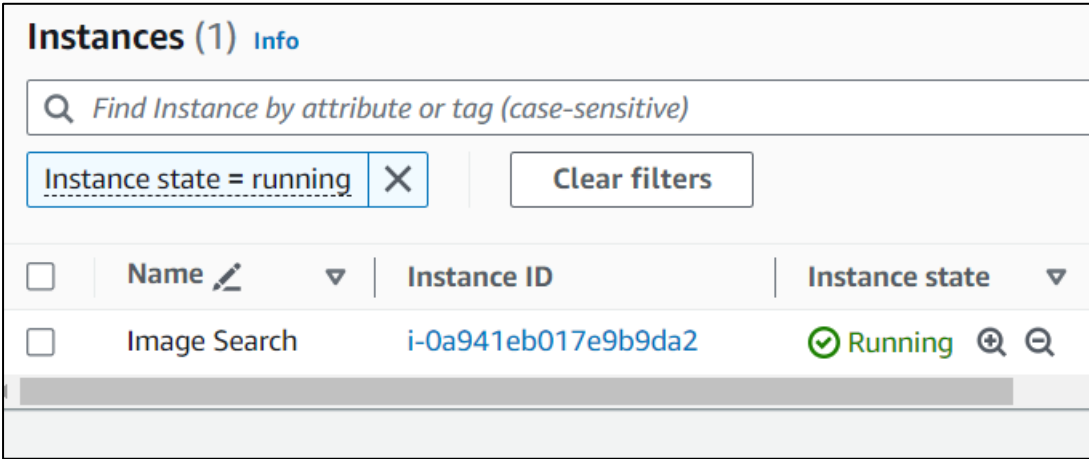 Instances (1) Info
Find Instance by attribute or tag (case-sensitive)
Instance state = running Clear filters
Name Instance ID Instance state
Image Search i-0a941eb017e9b9da2 Running